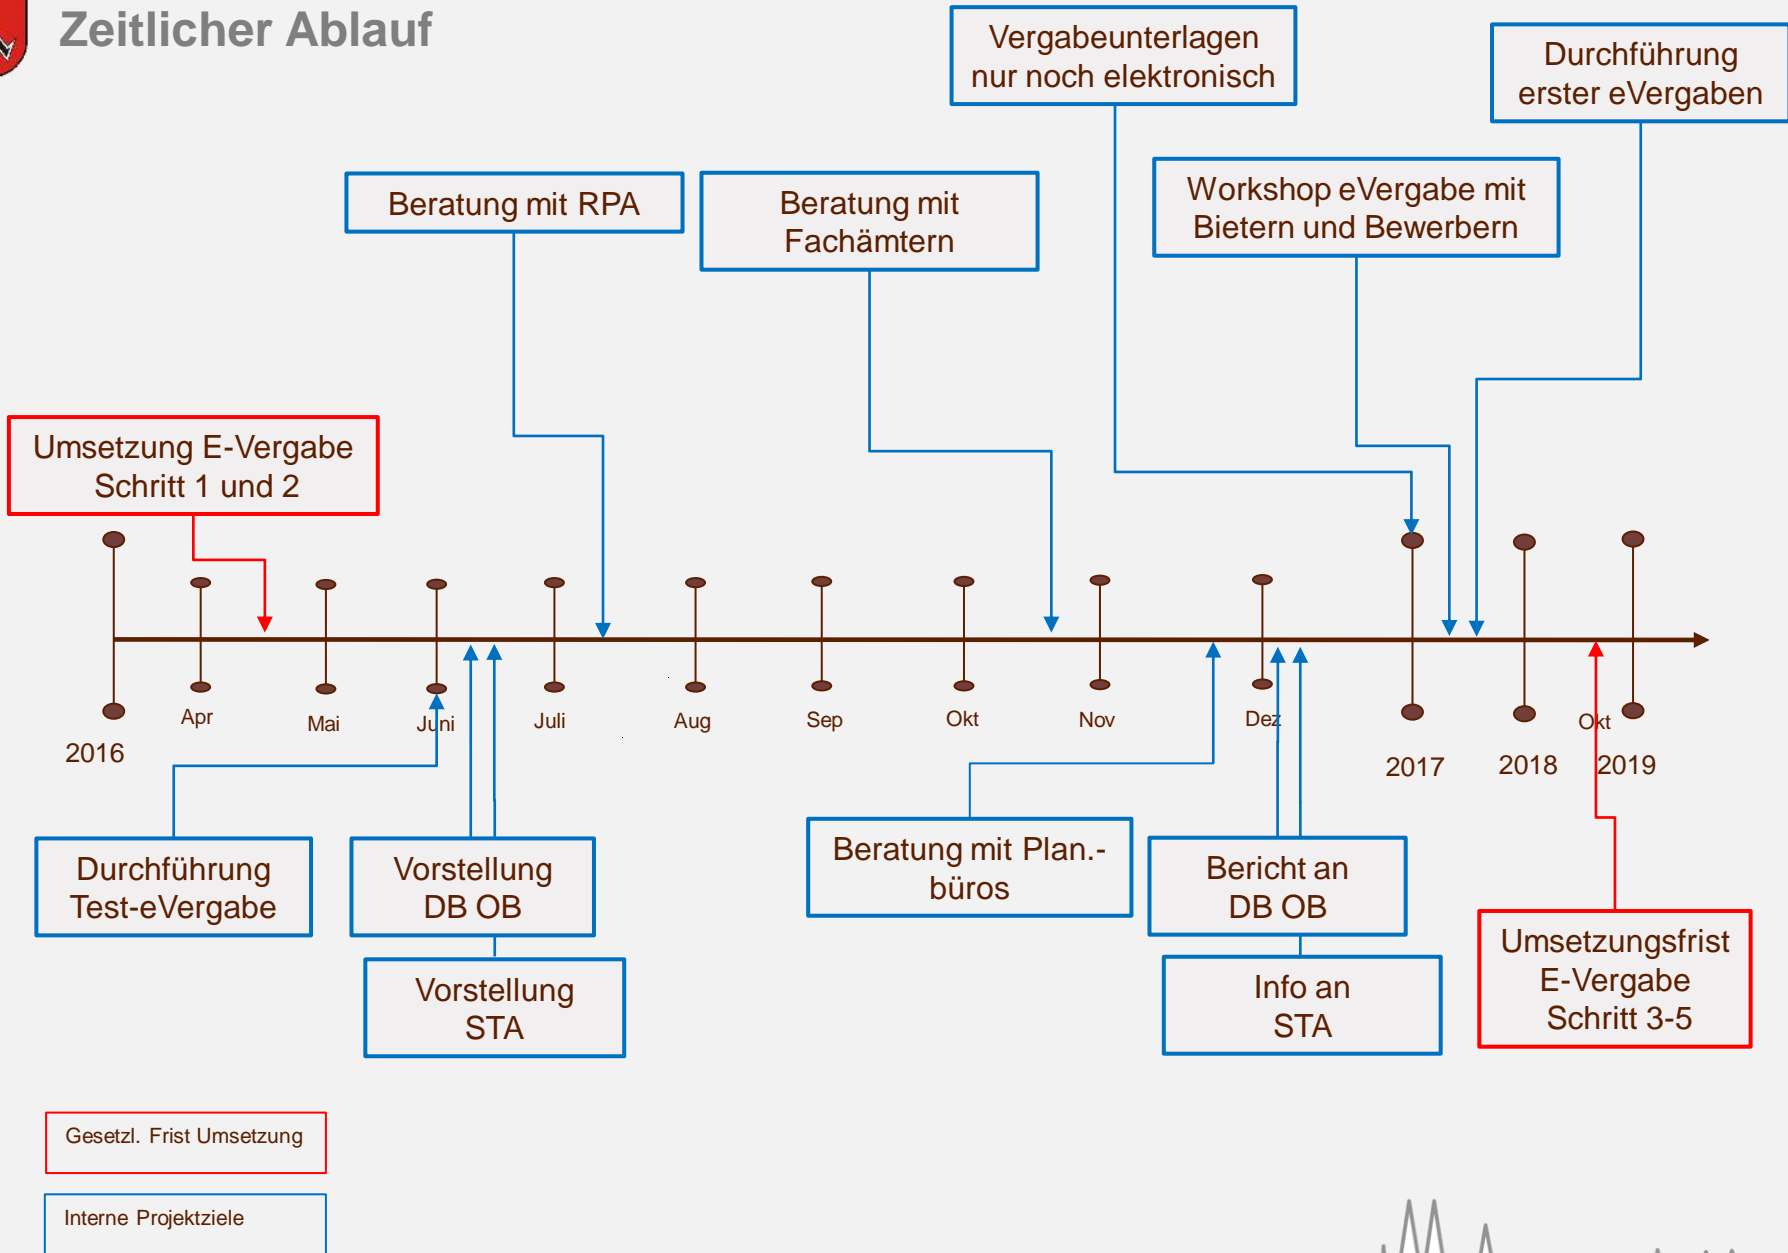 Zeitlicher Ablauf
Vergabeunterlagen
nur noch elektronisch
Durchführung
erster eVergaben
Beratung mit RPA
Beratung mit
Fachämtern
Workshop eVergabe mit
Bietern und Bewerbern
Umsetzung E-Vergabe
Schritt 1 und 2
2016
Apr
Mai
Juni
Juli
Aug
Sep
Okt
Nov
Dez
2017
2018
Okt
2019
Durchführung
Test-eVergabe
Vorstellung
DB OB
Vorstellung
STA
Beratung mit Plan.-
büros
Bericht an
DB OB
Info an
STA
Umsetzungsfrist
E-Vergabe
Schritt 3-5
Gesetzl. Frist Umsetzung
Interne Projektziele